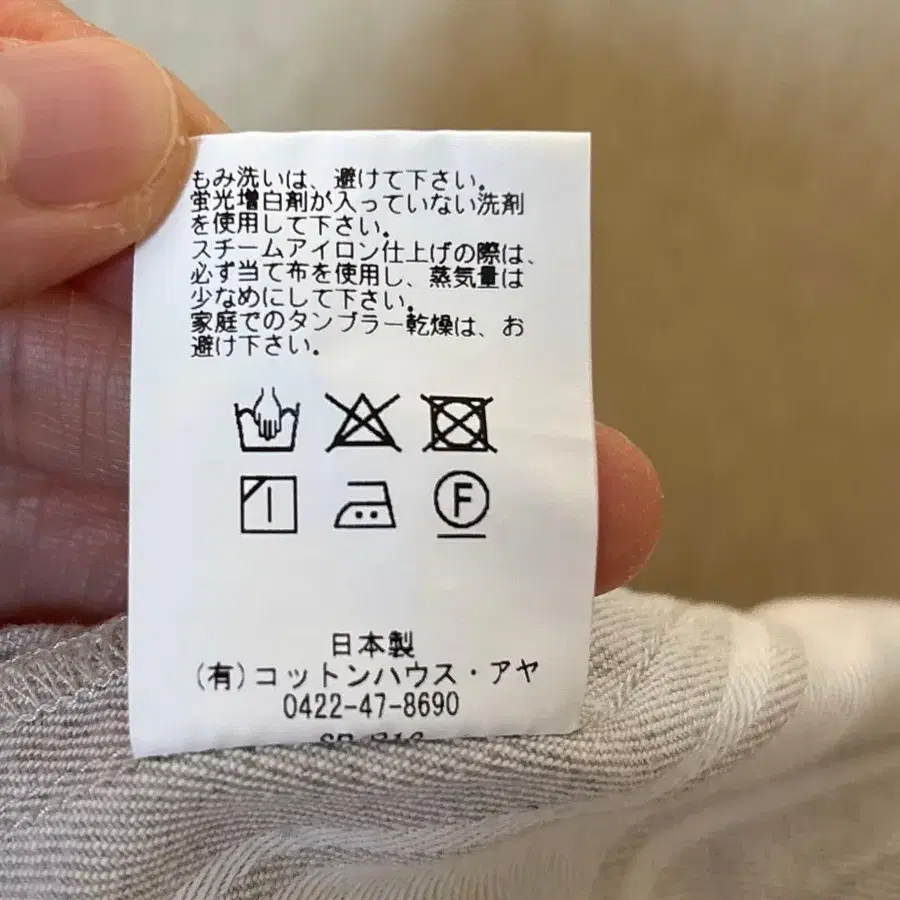 もみ洗いは、避けて下さい。
蛍光増白剤が入っていない洗剤
を使用して下さい。
スチームアイロン仕上げの際は、
必ず当て布を使用し、蒸気量は
少なめにして下さい。
家庭でのタンブラー乾燥は、お
避け下さい。
F
日本製
(有)コットンハウス・アヤ
0422-47-8690